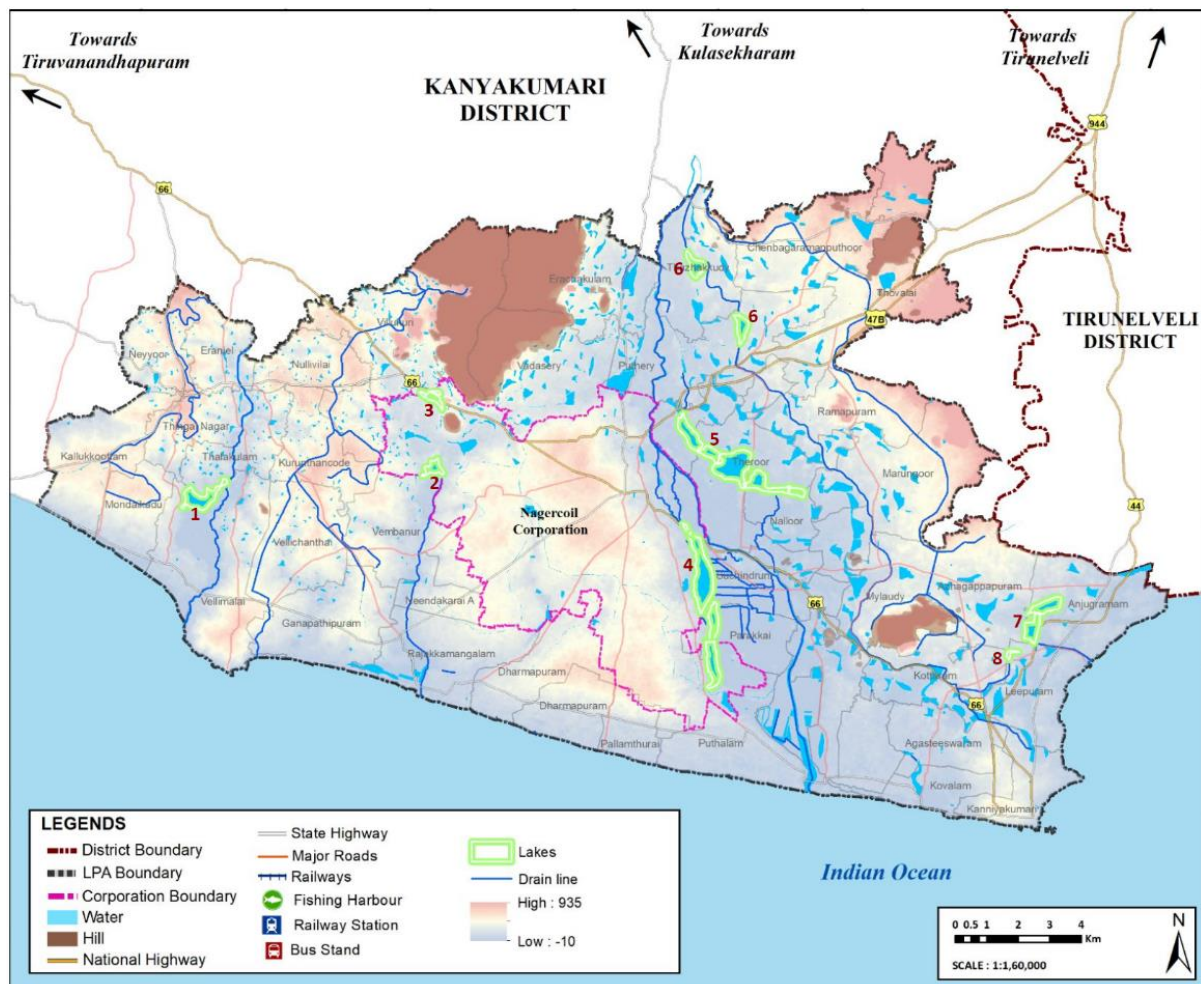 Towards
Tiruvanandhapuram
Towards
Kulasekharam
Towards
Tirunelveli
KANYAKUMARI
DISTRICT
944
66
Chenbagaramanputhoor
6
Thovalai
Erachakulam
47B
TIRUNELVELI
DISTRICT
Neyyoor
Eraniel
Nullivilai
6
Vadasery
Puthery
66
3
Ramapuram
Thinga Nagar
5
Kallukkoottam
Thalakulam
Kurunthancode
Theroor
Marungoor
2
Mondaikadu
1
44
Nagercoil
Corporation
Vembanur
Nalloor
Vellichanthai
4
Suchindrum
Azhagappapuram
Mylaudy
66
Anjugramam
Vellimalai
Neendakarai A
7
Ganapathipuram
Parakkai
8
Rajakkamangalam
Dharmapuram
Kottaram
Leepuram
66
Dharmapuram
Pallamthurai
Puthalam
Agasteeswaram
Kovalam
Kanniyakumari
LEGENDS
District Boundary
LPA Boundary
Corporation Boundary
Water
Hill
National Highway
State Highway
Major Roads
Railways
Fishing Harbour
Railway Station
Bus Stand
Lakes
Drain line
High : 935
Low : -10
Indian Ocean
0 0.5 1 2 3 4
Km
SCALE : 1:1,60,000
N